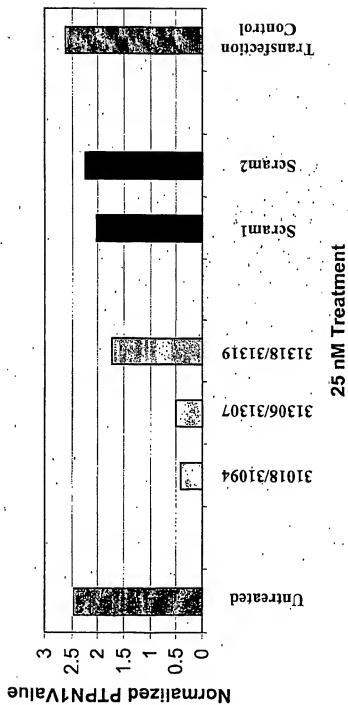 Normalized PTPN1Value
3
2.5
2
1.5
1
0.5
0
Untreated
31018/31094
31306/31307
31318/31319
Scram1
Scram2
Transfection
Control
25 nM Treatment